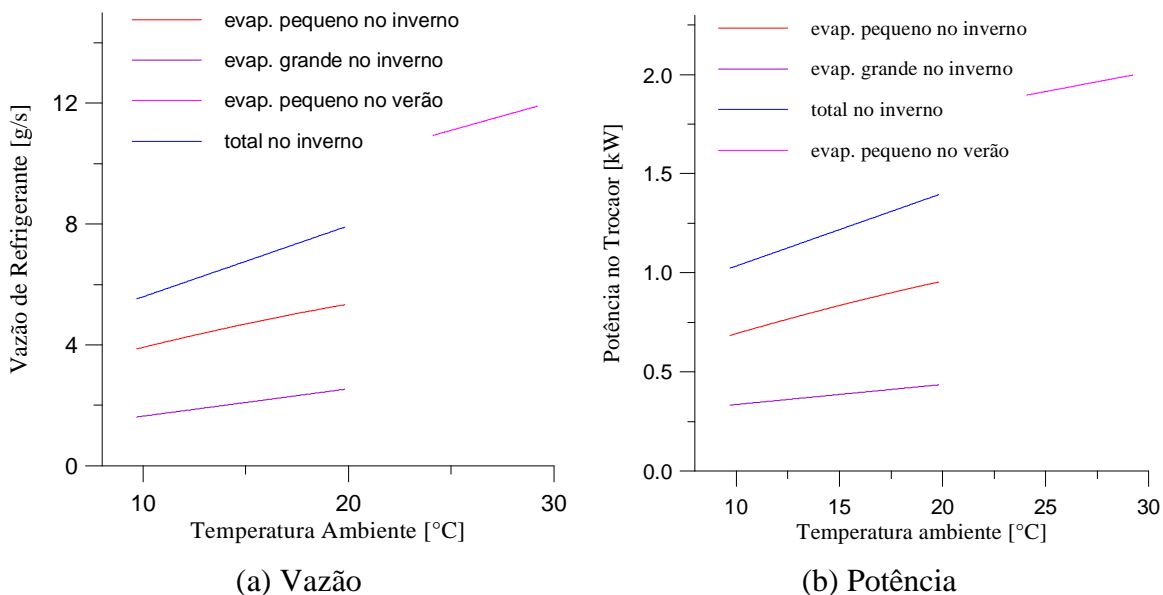 evap. pequeno no inverno
evap. grande no inverno
evap. pequeno no verão
total no inverno
Vazão de Refrigerante [g/s]
12
8
4
0
10
20
30
Temperatura Ambiente [°C]
(a) Vazão
evap. pequeno no inverno
evap. grande no inverno
total no inverno
evap. pequeno no verão
Potência no Trocaor [kW]
2.0
1.5
1.0
0.5
0.0
10
15
20
25
30
Temperatura ambiente [°C]
(b) Potência